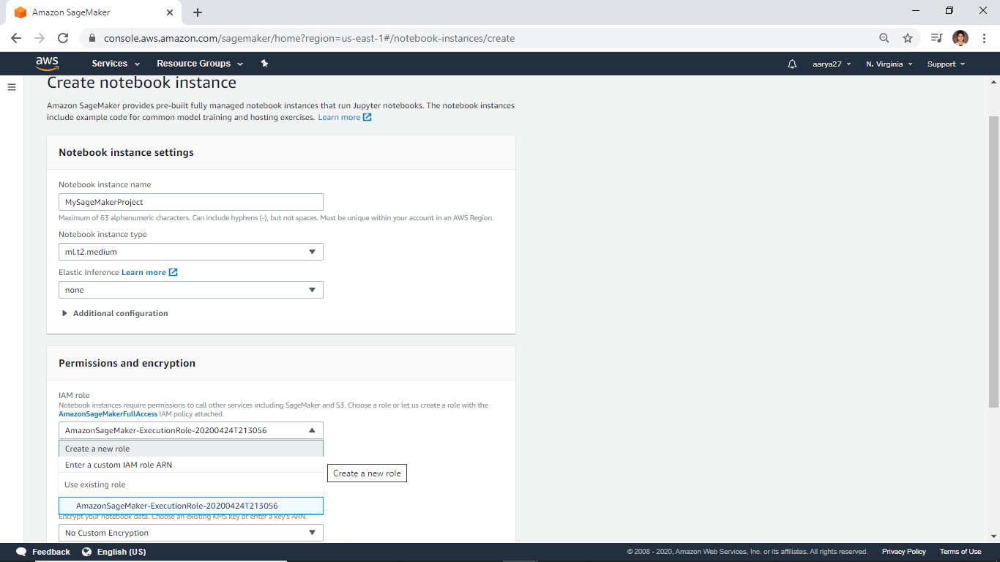 Amazon SageMaker
console.aws.amazon.com/sagemaker/home?region=us-east-1#/notebook-instances/create
aws
Services
Resource Groups
aarya27
N. Virginia
Support
Create notebook instance
Amazon SageMaker provides pre-built fully managed notebook instances that run Jupyter notebooks. The notebook instances
include example code for common model training and hosting exercises. Learn more
Notebook instance settings
Notebook instance name
MySageMakerProject
Maximum of 63 alphanumeric characters. Can include hyphens (-), but not spaces. Must be unique within your account in an AWS Region.
Notebook instance type
ml.t2.medium
Elastic Inference Learn more
none
Additional configuration
Permissions and encryption
IAM role
Notebook instances require permissions to call other services including SageMaker and S3. Choose a role or let us create a role with the
AmazonSageMakerFullAccess IAM policy attached.
AmazonSageMaker-ExecutionRole-20200424T213056
Create a new role
Enter a custom IAM role ARN
Create a new role
Use existing role
AmazonSageMaker-ExecutionRole-20200424T213056
Encrypt your notebook data. Choose an existing KMS key or enter a key's ARN.
No Custom Encryption
Feedback
English (US)
© 2008 - 2020, Amazon Web Services, Inc. or its affiliates. All rights reserved.
Privacy Policy
Terms of Use